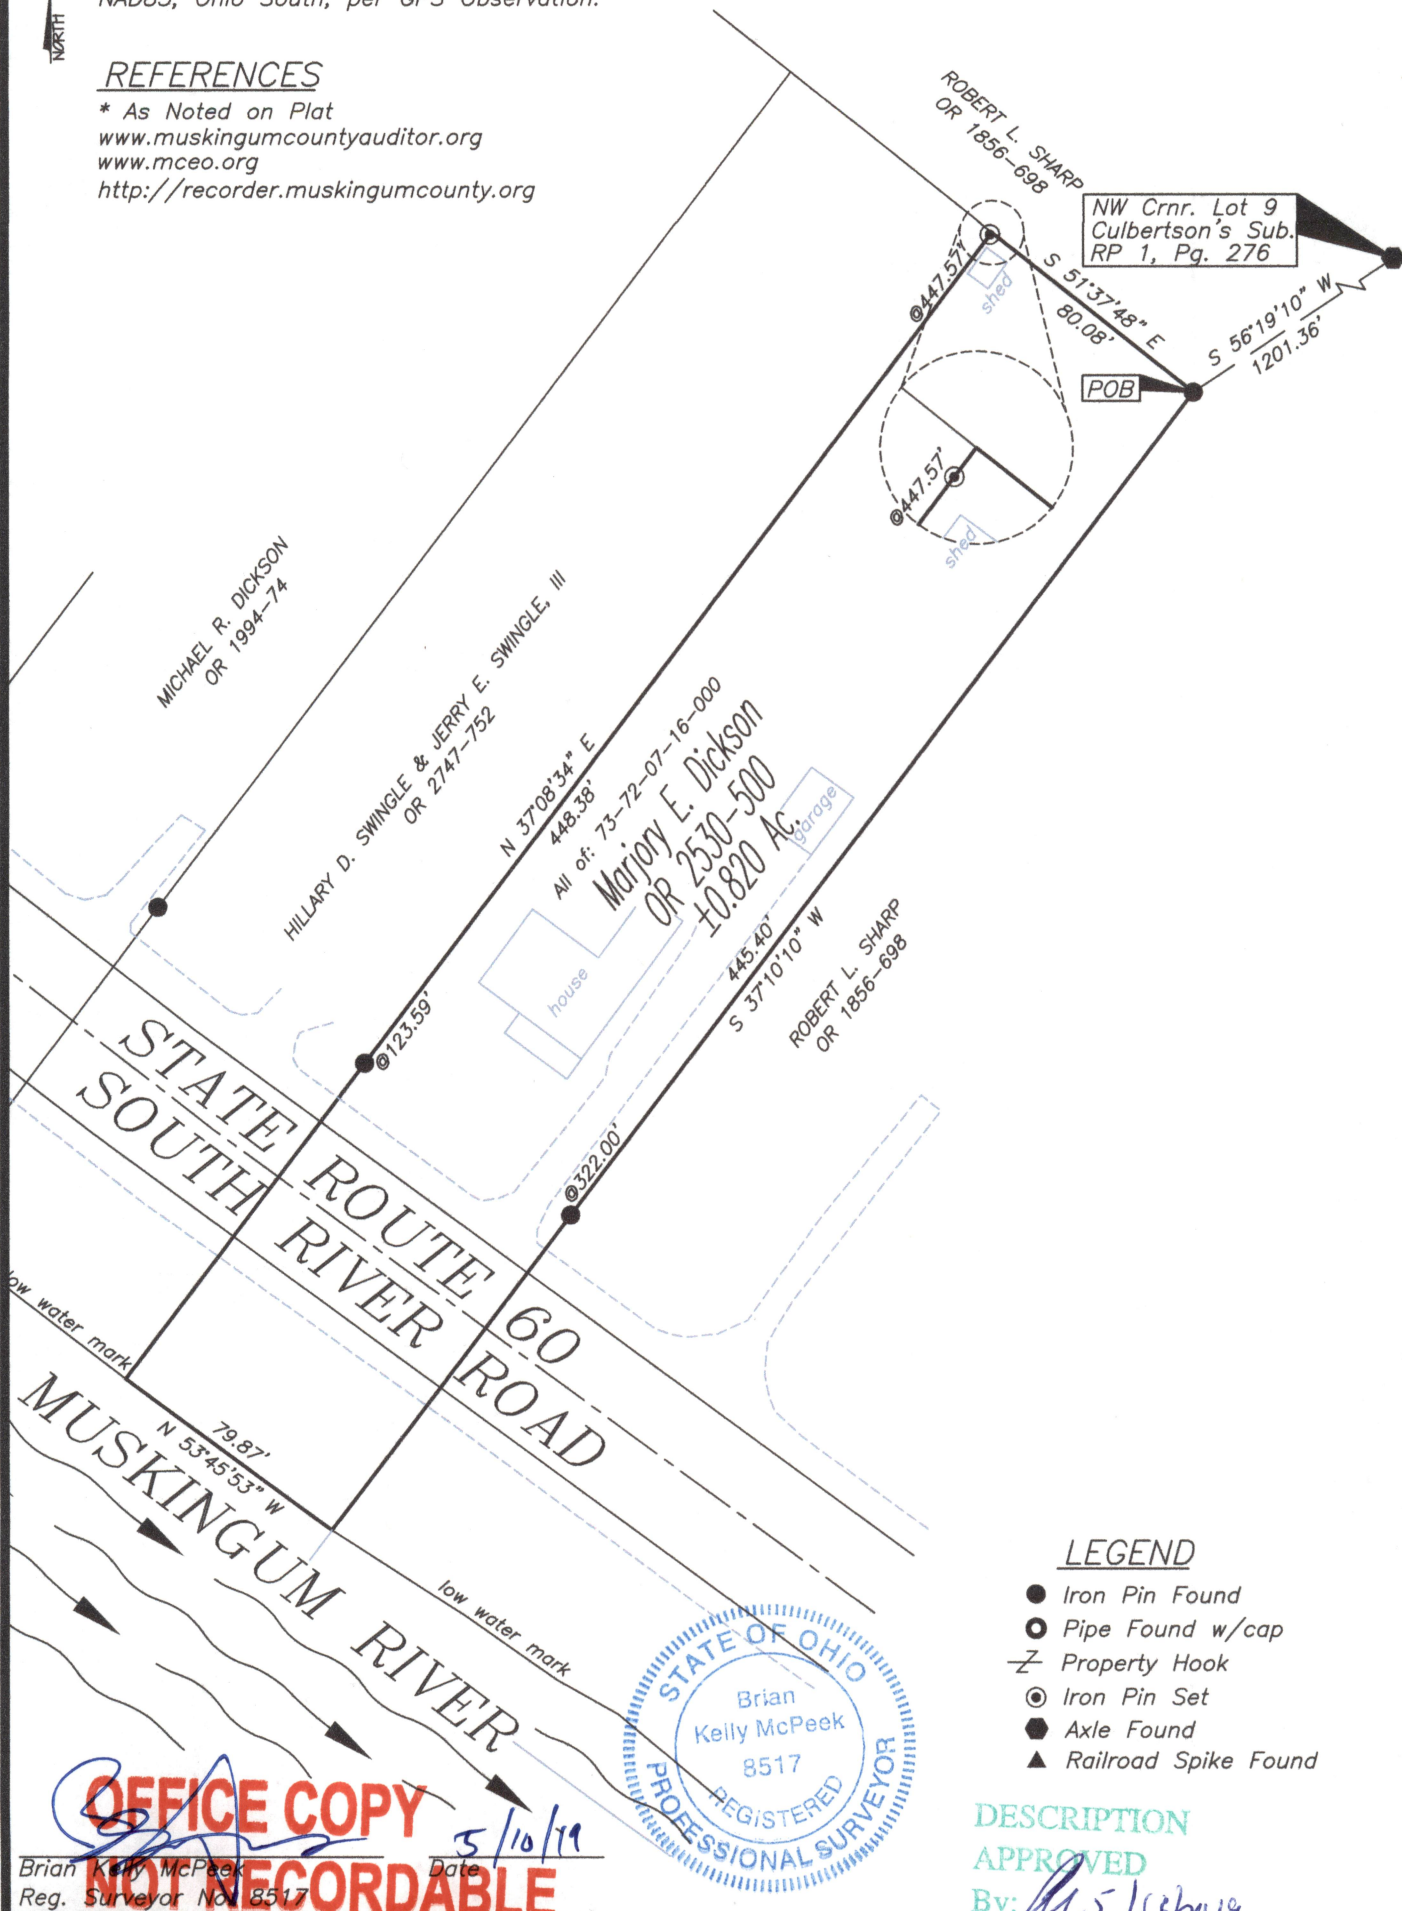 NAD83, Ohio South, per GPS Observation.
NORTH
REFERENCES
* As Noted on Plat
www.muskingumcountyauditor.org
www.mceo.org
http://recorder.muskingumcounty.org
ROBERT L. SHARP
OR 1856-698
NW Crnr. Lot 9
Culbertson's Sub.
RP 1, Pg. 276
@447.57'
shed
S 51°37'48" E
80.08'
S 56°19'10" W
1201.36'
POB
@447.57'
shed
MICHAEL R. DICKSON
OR 1994-74
HILLARY D. SWINGLE & JERRY E. SWINGLE, III
OR 2747-752
N 37°08'34" E
448.38'
All of: 73-72-07-16-000
Marjory E. Dickson
OR 2530-500
±0.820 Ac.
garage
house
445.40'
S 37°10'10" W
ROBERT L. SHARP
OR 1856-698
@123.59'
@322.00'
STATE ROUTE 60
SOUTH RIVER ROAD
low water mark
79.87'
N 53°45'53" W
MUSKINGUM RIVER
low water mark
LEGEND
Iron Pin Found
Pipe Found w/cap
Property Hook
Iron Pin Set
Axle Found
Railroad Spike Found
STATE OF OHIO
Brian
Kelly McPeek
8517
REGISTERED
PROFESSIONAL SURVEYOR
OFFICE COPY
NOT RECORDABLE
5/10/19
Brian Kelly McPeek Date
Reg. Surveyor No. 8517
DESCRIPTION
APPROVED
By: